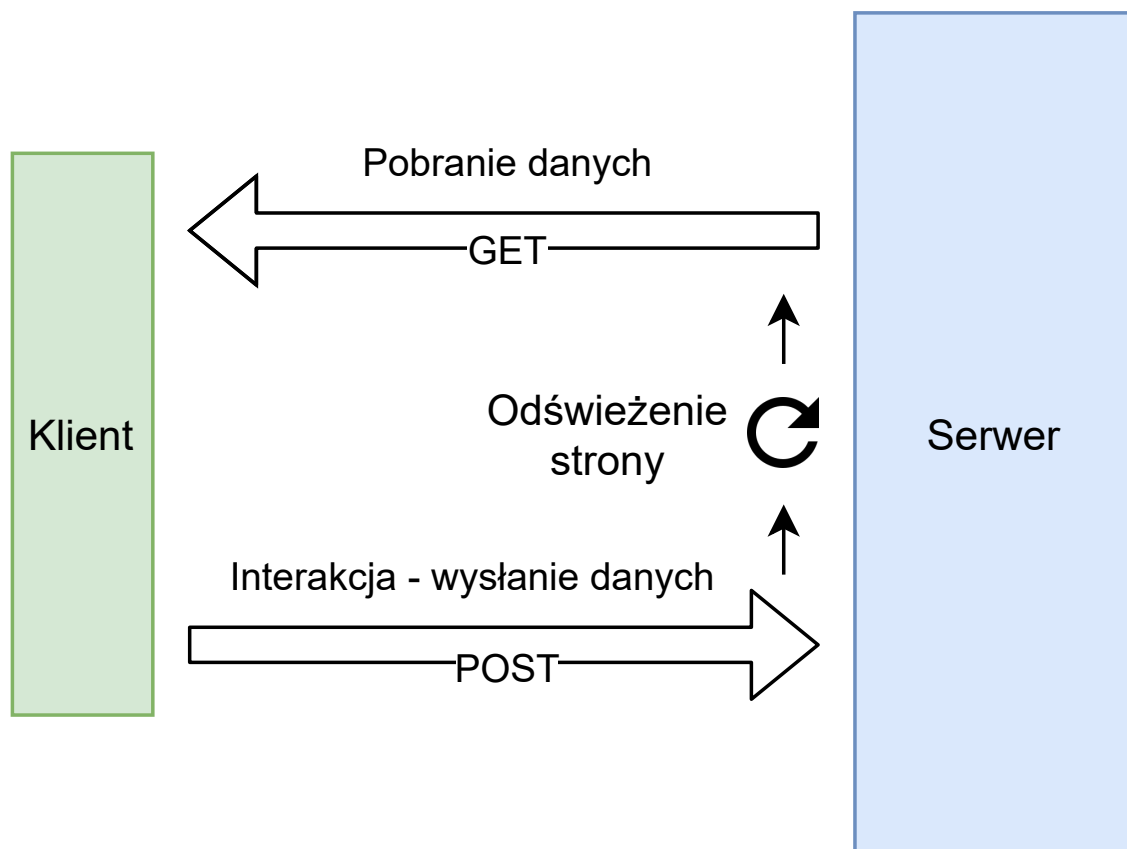 Pobranie danych
GET
Klient
Odświeżenie
strony
Serwer
Interakcja - wysłanie danych
POST